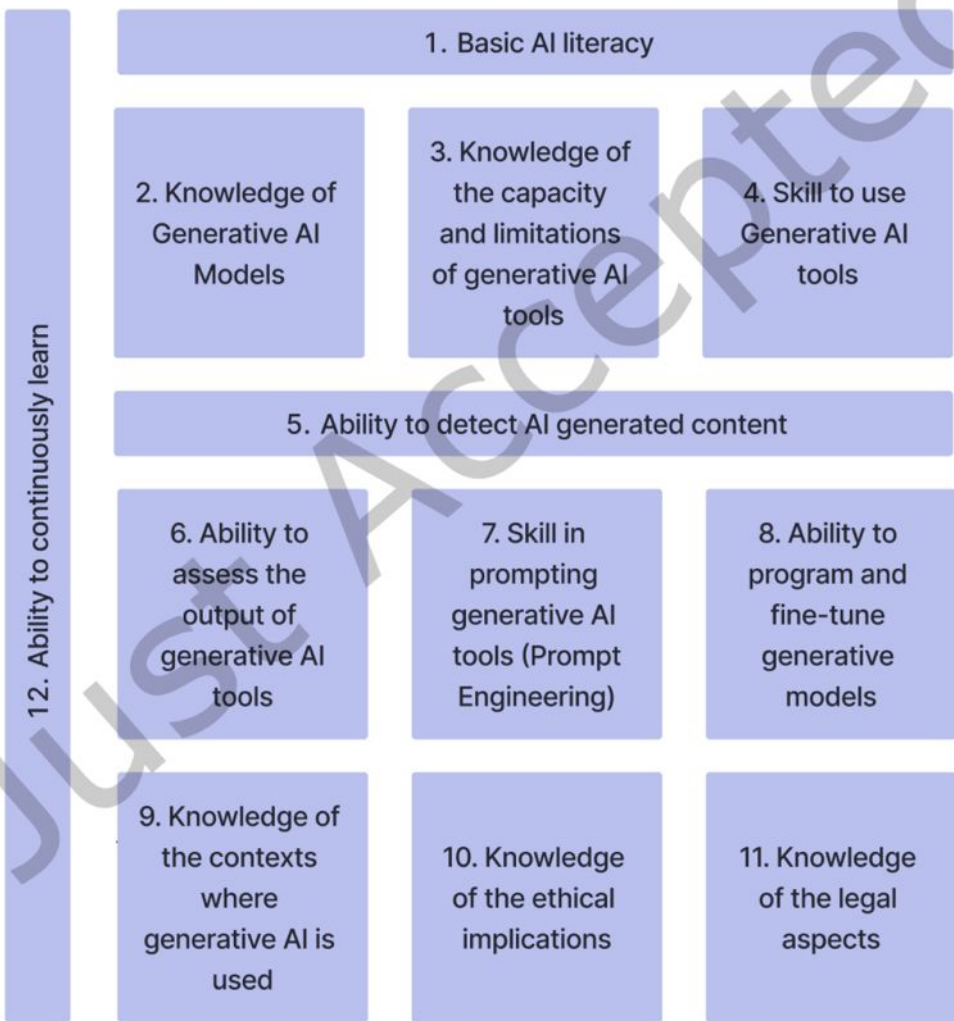 1. Basic AI literacy
2. Knowledge of
Generative AI
Models
3. Knowledge of
the capacity
and limitations
of generative AI
tools
4. Skill to use
Generative AI
tools
5. Ability to detect AI generated content
6. Ability to
assess the
output of
generative AI
tools
7. Skill in
prompting
generative AI
tools (Prompt
Engineering)
8. Ability to
program and
fine-tune
generative
models
9. Knowledge of
the contexts
where
generative AI is
used
10. Knowledge
of the ethical
implications
11. Knowledge
of the legal
aspects
12. Ability to continuously learn
Just Accepted